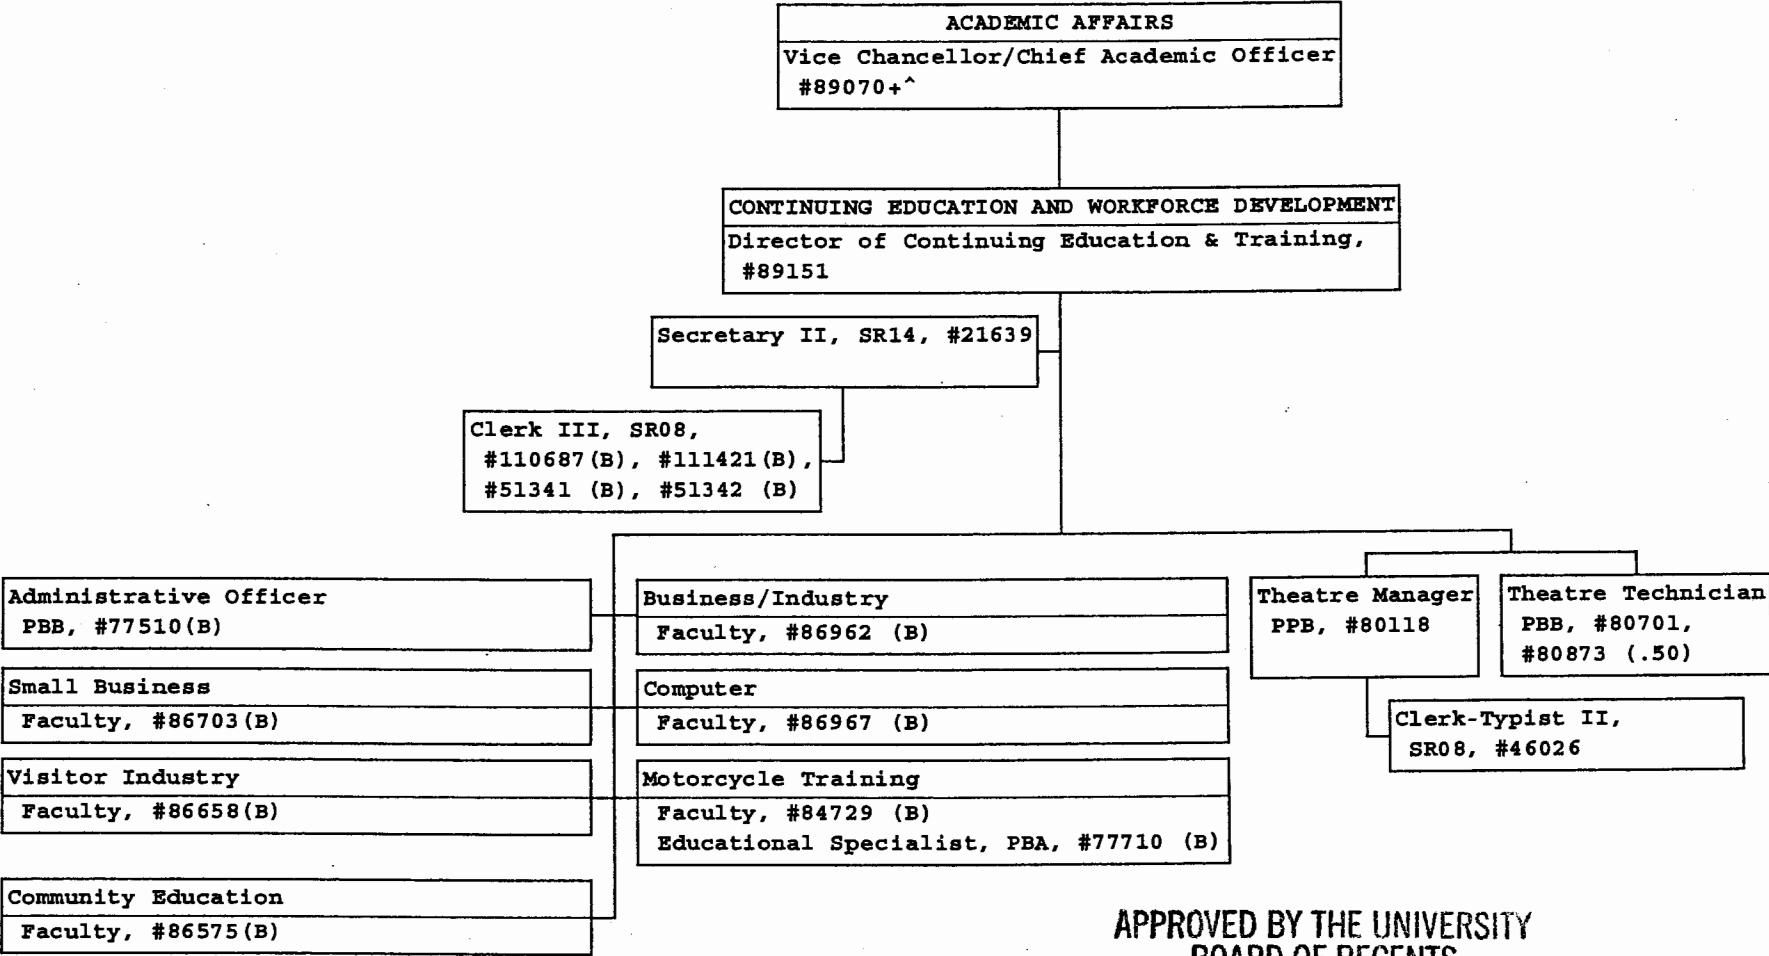 ACADEMIC AFFAIRS
Vice Chancellor/Chief Academic Officer
#89070+^
CONTINUING EDUCATION AND WORKFORCE DEVELOPMENT
Director of Continuing Education & Training,
#89151
Secretary II, SR14, #21639
Clerk III, SR08,
#110687(B), #111421(B),
#51341 (B), #51342 (B)
Administrative Officer
PBB, #77510(B)
Small Business
Faculty, #86703(B)
Visitor Industry
Faculty, #86658(B)
Community Education
Faculty, #86575(B)
Business/Industry
Faculty, #86962 (B)
Computer
Faculty, #86967 (B)
Motorcycle Training
Faculty, #84729 (B)
Educational Specialist, PBA, #77710 (B)
Theatre Manager
PPB, #80118
Theatre Technician
PBB, #80701,
#80873 (.50)
Clerk-Typist II,
SR08, #46026
APPROVED BY THE UNIVERSITY
BOARD OF REGENTS